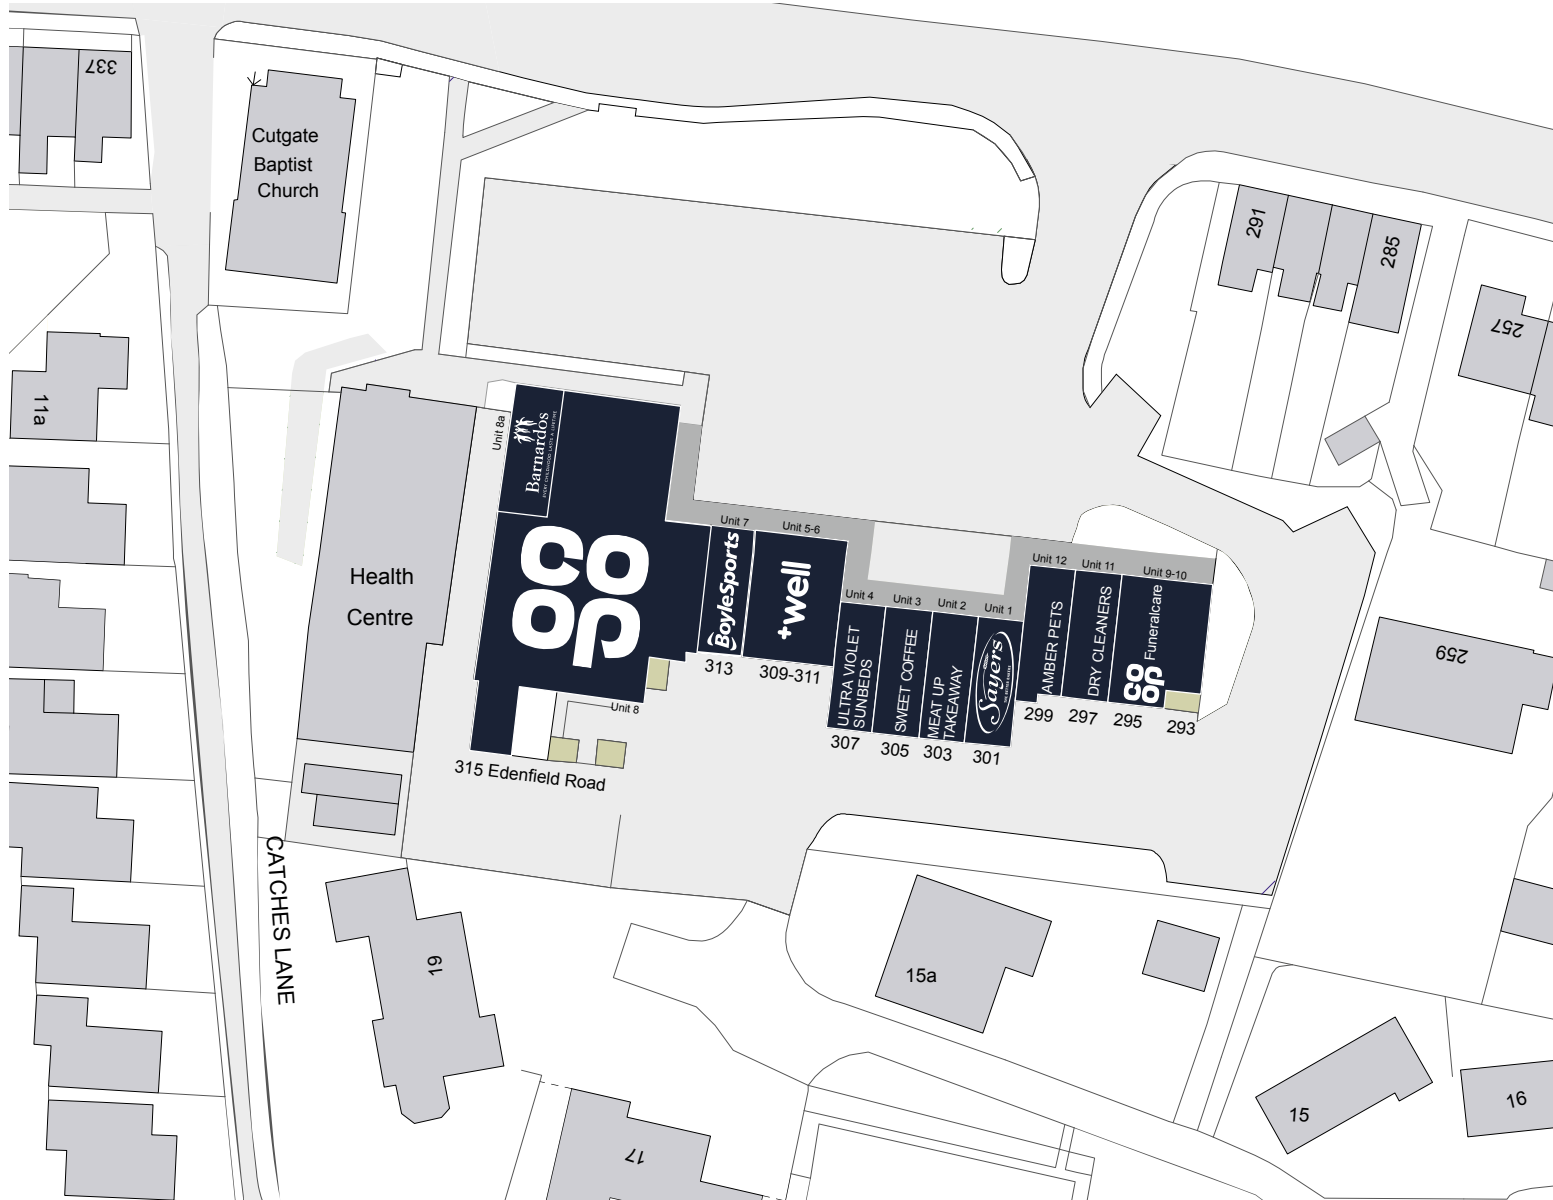 337
Cutgate
Baptist
Church
291
285
257
11a
Unit 8a
Barnardos
EVERY CHILDHOOD LASTS A LIFETIME
Health
Centre
co
op
Unit 7
Unit 5-6
BoyleSports
+well
Unit 4
Unit 3
Unit 2
Unit 1
Unit 12
Unit 11
Unit 9-10
ULTRA VIOLET
SUNBEDS
SWEET COFFEE
MEAT UP
TAKEAWAY
Sayers
AMBER PETS
DRY CLEANERS
co
op
Funeralcare
313
309-311
307
305
303
301
299
297
295
293
259
Unit 8
315 Edenfield Road
CATCHES LANE
19
15a
15
16
17